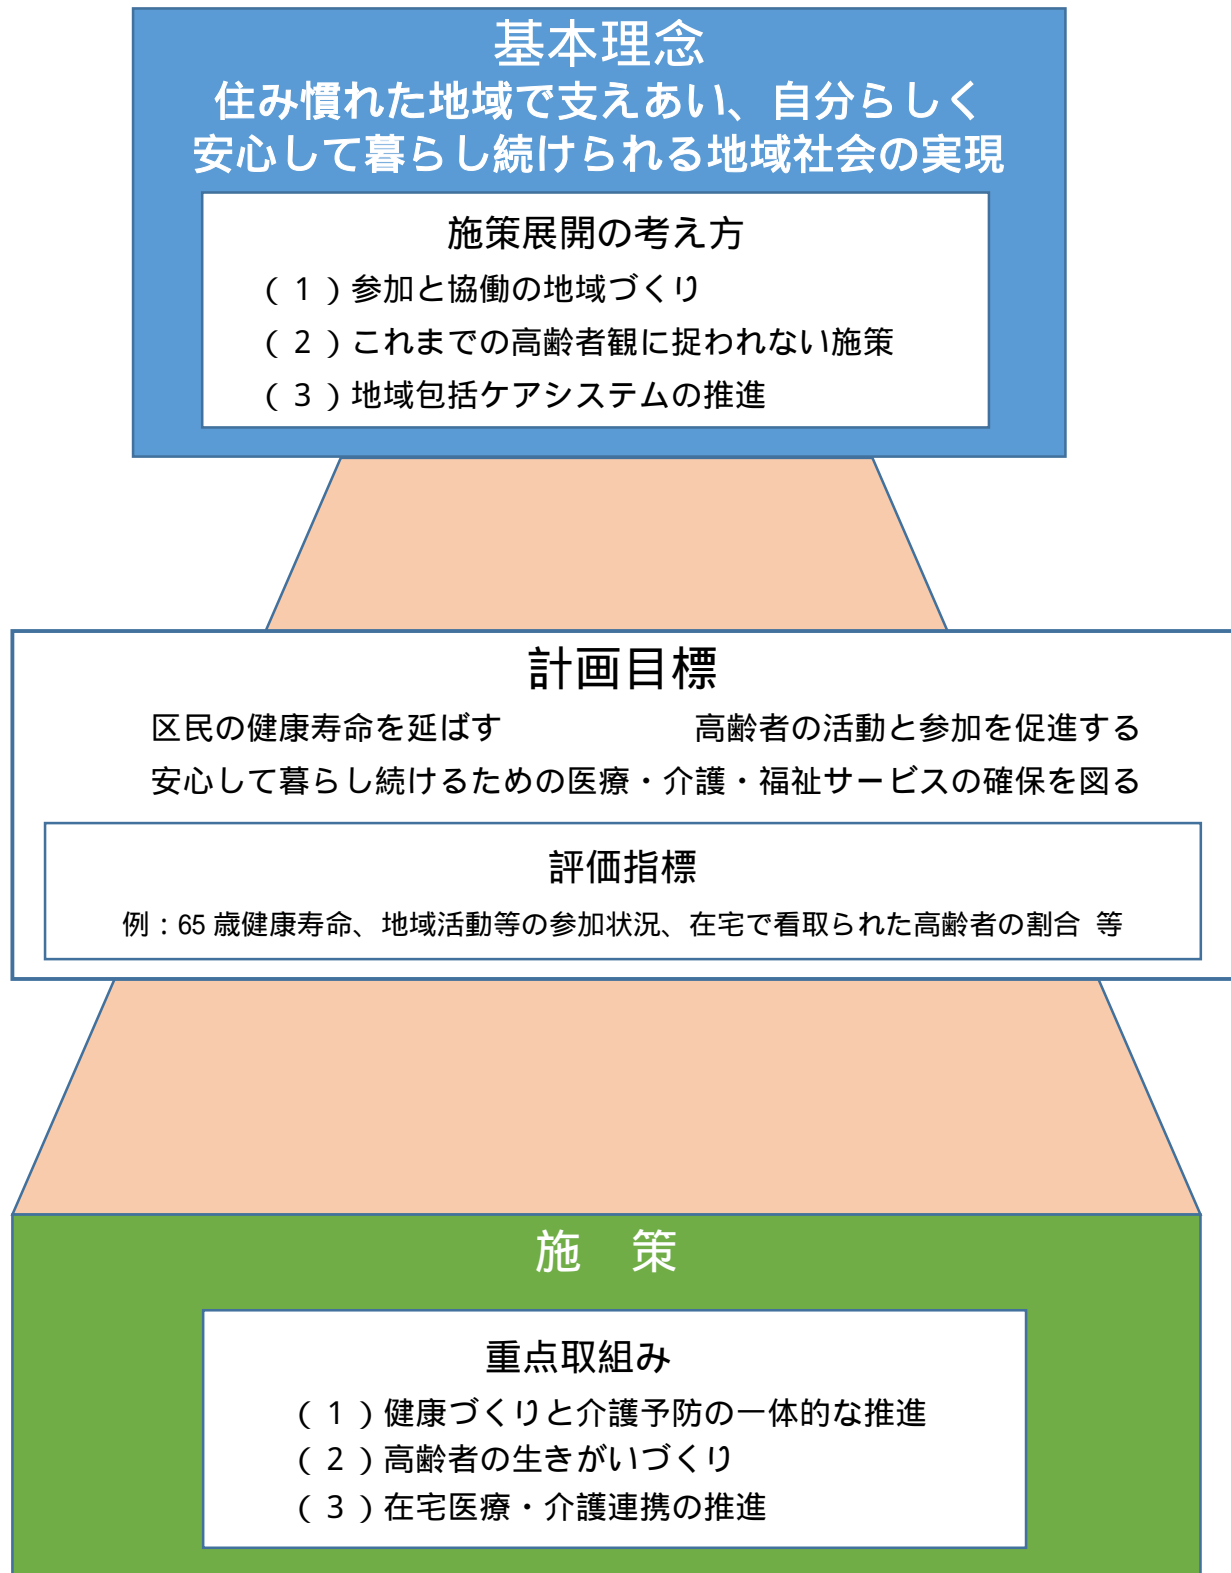 基本理念
住み慣れた地域で支えあい、自分らしく
安心して暮らし続けられる地域社会の実現
施策展開の考え方
(1)参加と協働の地域づくり
(2)これまでの高齢者観に捉われない施策
(3)地域包括ケアシステムの推進
計画目標
区民の健康寿命を延ばす 高齢者の活動と参加を促進する
安心して暮らし続けるための医療・介護・福祉サービスの確保を図る
評価指標
例:65歳健康寿命、地域活動等の参加状況、在宅で看取られた高齢者の割合 等
施 策
重点取組み
(1)健康づくりと介護予防の一体的な推進
(2)高齢者の生きがいづくり
(3)在宅医療・介護連携の推進